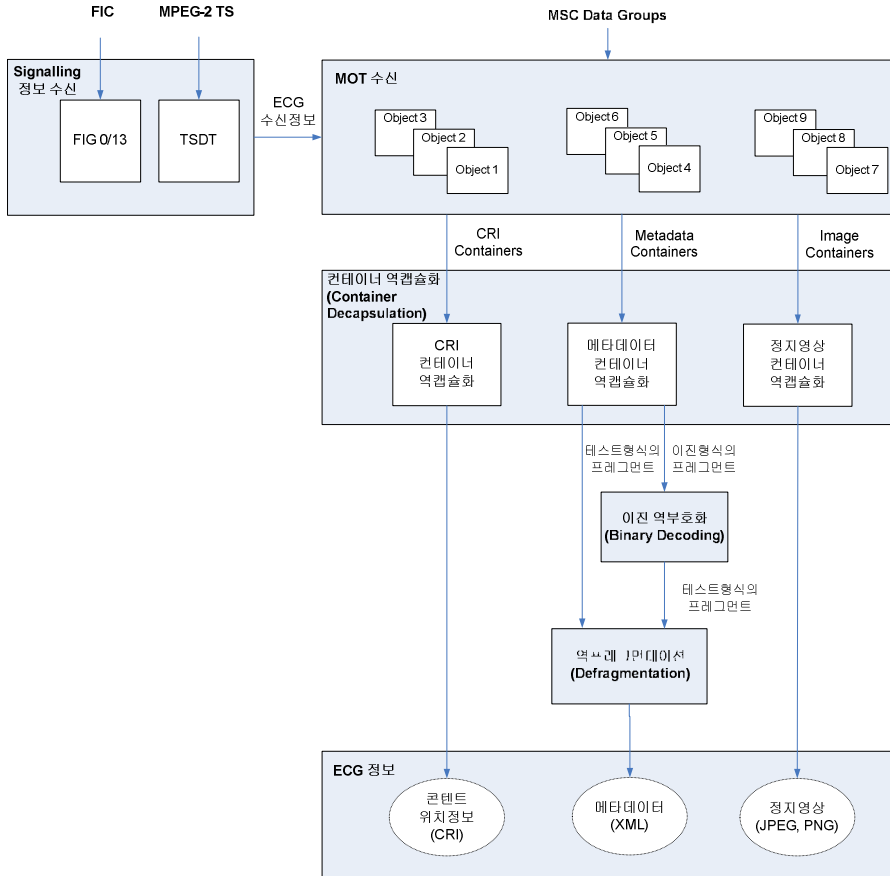 FIC
MPEG-2 TS
MSC Data Groups
Signalling
정보 수신
FIG 0/13
TSDT
ECG
수신정보
MOT 수신
Object 3
Object 2
Object 1
Object 6
Object 5
Object 4
Object 9
Object 8
Object 7
CRI
Containers
Metadata
Containers
Image
Containers
컨테이너 역캡슐화
(Container
Decapsulation)
CRI
컨테이너
역캡슐화
메타데이터
컨테이너
역캡슐화
정지영상
컨테이너
역캡슐화
테스트형식의
프레그먼트
이진형식의
프레그먼트
이진 역부호화
(Binary Decoding)
테스트형식의
프레그먼트
(Defragmentation)
ECG 정보
콘텐트
위치정보
(CRI)
메타데이터
(XML)
정지영상
(JPEG, PNG)